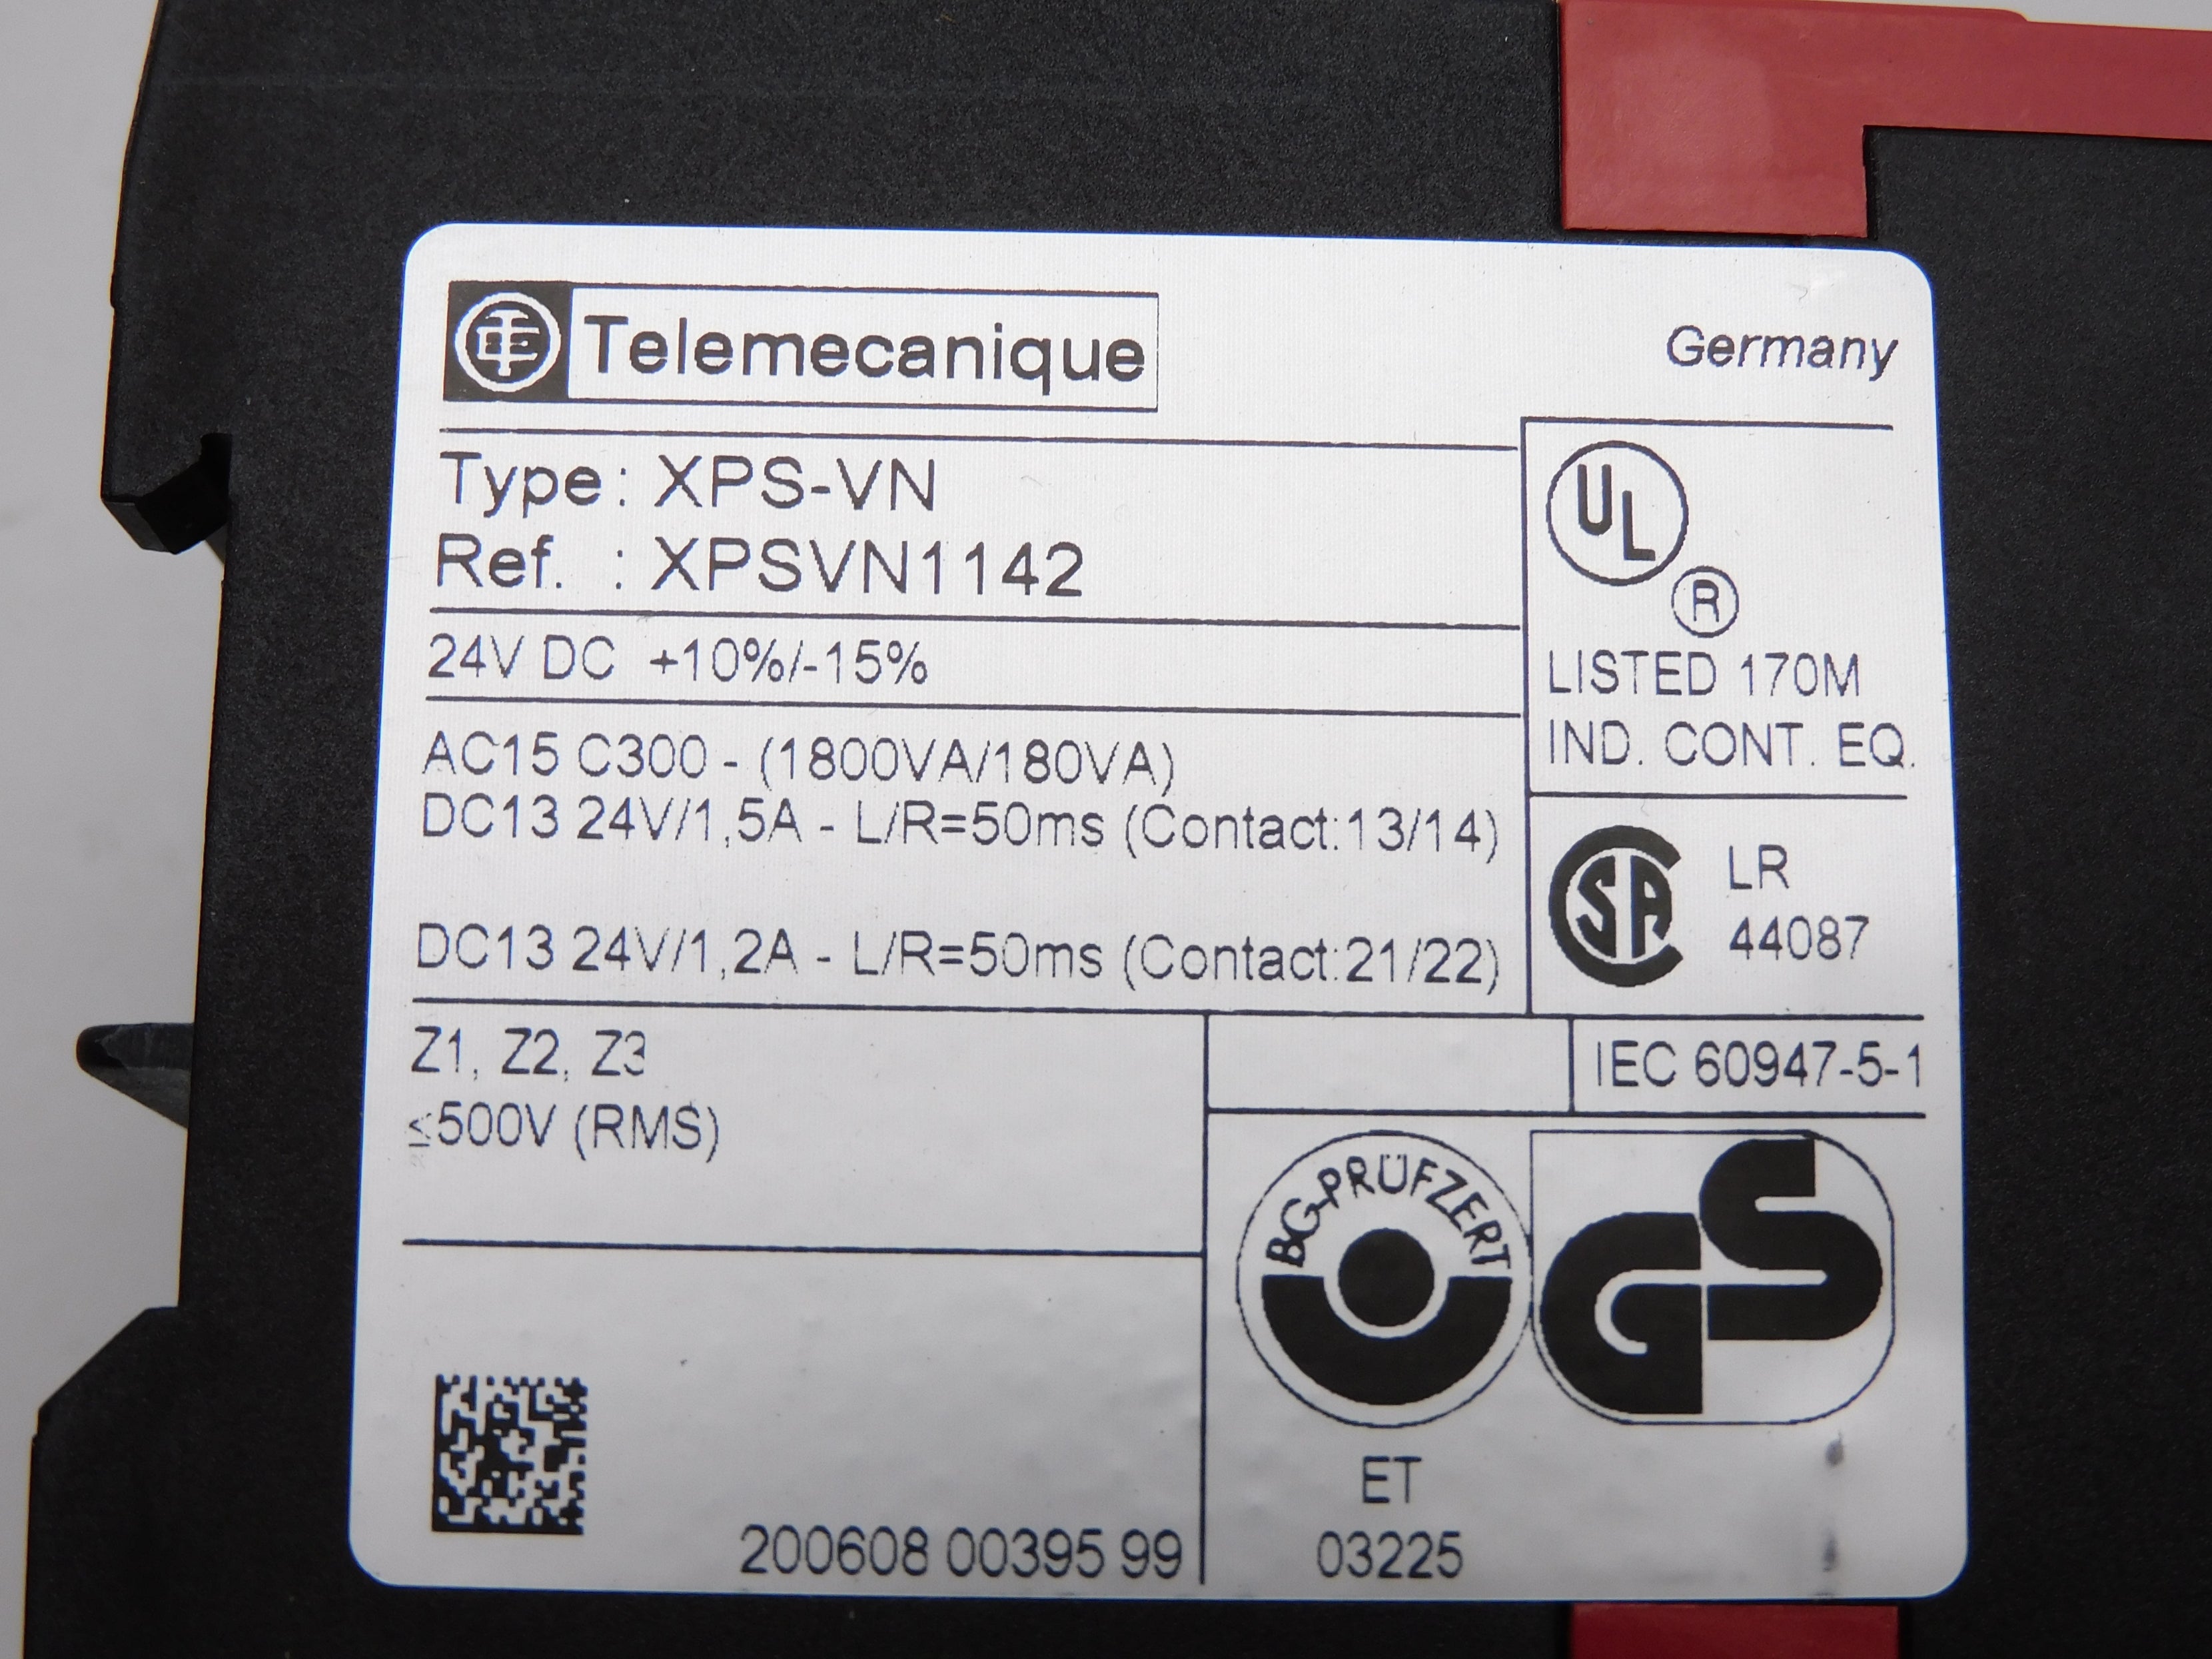 Telemecanique
Germany
Type: XPS-VN
Ref. : XPSVN1142
24V DC +10%/-15%
AC15 C300 - (1800VA/180VA)
DC13 24V/1,5A - L/R=50ms (Contact:13/14)
DC13 24V/1,2A - L/R=50ms (Contact:21/22)
UL
R
LISTED 170M
IND. CONT. EQ.
SA
LR
44087
Z1, Z2, Z3
≤500V (RMS)
IEC 60947-5-1
BG-PRÜFZERT
GS
ET
03225
200608 00395 99